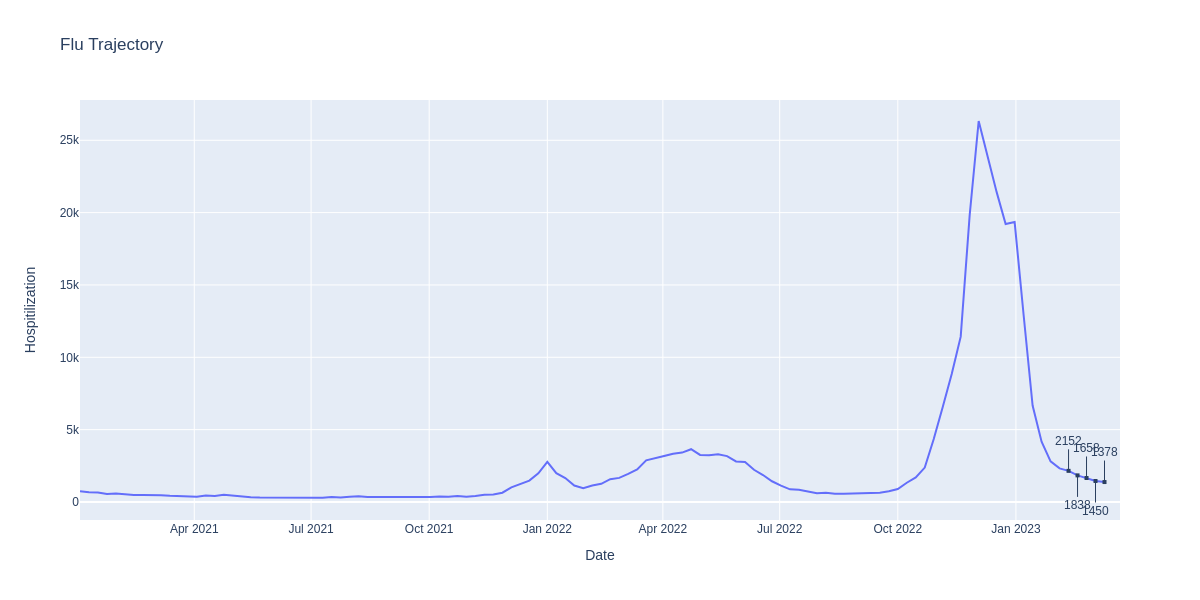 Flu Trajectory
25k
20k
15k
10k
5k
0
Hospitilization
2152
1658
1378
1838
1450
Apr 2021
Jul 2021
Oct 2021
Jan 2022
Apr 2022
Jul 2022
Oct 2022
Jan 2023
Date